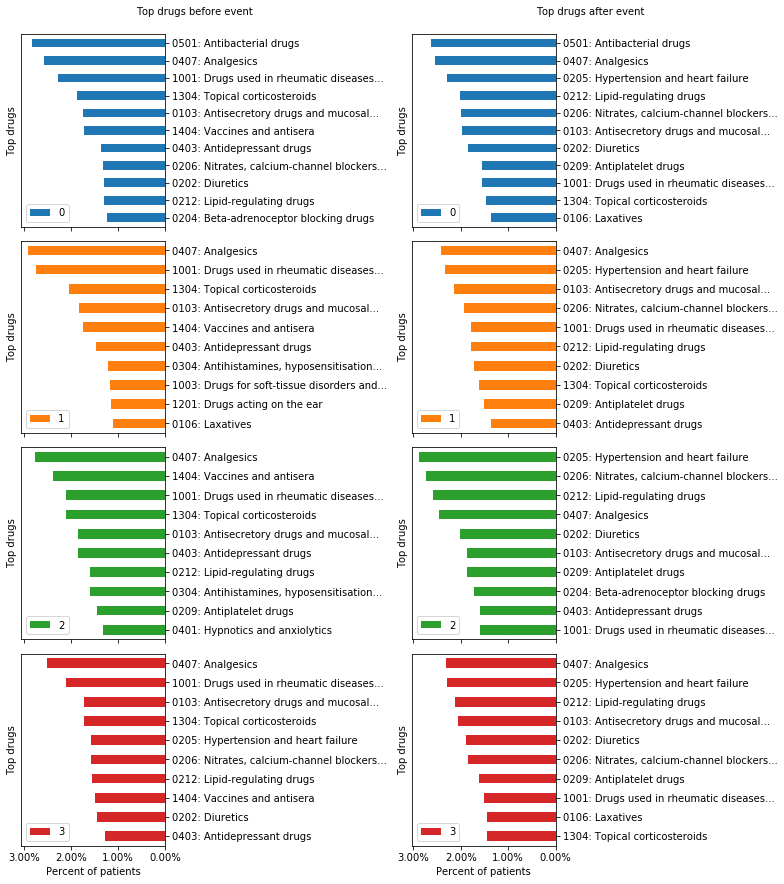 Top drugs before event
Top drugs
0501: Antibacterial drugs
0407: Analgesics
1001: Drugs used in rheumatic diseases...
1304: Topical corticosteroids
0103: Antisecretory drugs and mucosal...
1404: Vaccines and antisera
0403: Antidepressant drugs
0206: Nitrates, calcium-channel blockers...
0202: Diuretics
0212: Lipid-regulating drugs
0204: Beta-adrenoceptor blocking drugs
0
Top drugs
0407: Analgesics
1001: Drugs used in rheumatic diseases...
1304: Topical corticosteroids
0103: Antisecretory drugs and mucosal...
1404: Vaccines and antisera
0403: Antidepressant drugs
0304: Antihistamines, hyposensitisation...
1003: Drugs for soft-tissue disorders and...
1201: Drugs acting on the ear
0106: Laxatives
1
Top drugs
0407: Analgesics
1404: Vaccines and antisera
1001: Drugs used in rheumatic diseases...
1304: Topical corticosteroids
0103: Antisecretory drugs and mucosal...
0403: Antidepressant drugs
0212: Lipid-regulating drugs
0304: Antihistamines, hyposensitisation...
0209: Antiplatelet drugs
0401: Hypnotics and anxiolytics
2
Top drugs
0407: Analgesics
1001: Drugs used in rheumatic diseases...
0103: Antisecretory drugs and mucosal...
1304: Topical corticosteroids
0205: Hypertension and heart failure
0206: Nitrates, calcium-channel blockers...
0212: Lipid-regulating drugs
1404: Vaccines and antisera
0202: Diuretics
0403: Antidepressant drugs
3
3.00% 2.00% 1.00% 0.00%
Percent of patients
Top drugs after event
Top drugs
0501: Antibacterial drugs
0407: Analgesics
0205: Hypertension and heart failure
0212: Lipid-regulating drugs
0206: Nitrates, calcium-channel blockers...
0103: Antisecretory drugs and mucosal...
0202: Diuretics
0209: Antiplatelet drugs
1001: Drugs used in rheumatic diseases...
1304: Topical corticosteroids
0106: Laxatives
0
Top drugs
0407: Analgesics
0205: Hypertension and heart failure
0103: Antisecretory drugs and mucosal...
0206: Nitrates, calcium-channel blockers...
1001: Drugs used in rheumatic diseases...
0212: Lipid-regulating drugs
0202: Diuretics
1304: Topical corticosteroids
0209: Antiplatelet drugs
0403: Antidepressant drugs
1
Top drugs
0205: Hypertension and heart failure
0206: Nitrates, calcium-channel blockers...
0212: Lipid-regulating drugs
0407: Analgesics
0202: Diuretics
0103: Antisecretory drugs and mucosal...
0209: Antiplatelet drugs
0204: Beta-adrenoceptor blocking drugs
0403: Antidepressant drugs
1001: Drugs used in rheumatic diseases...
2
Top drugs
0407: Analgesics
0205: Hypertension and heart failure
0212: Lipid-regulating drugs
0103: Antisecretory drugs and mucosal...
0202: Diuretics
0206: Nitrates, calcium-channel blockers...
0209: Antiplatelet drugs
1001: Drugs used in rheumatic diseases...
0106: Laxatives
1304: Topical corticosteroids
3
3.00% 2.00% 1.00% 0.00%
Percent of patients